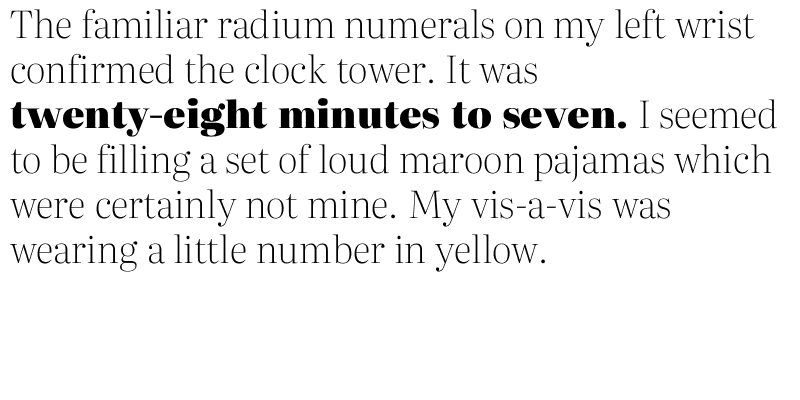 The familiar radium numerals on my left wrist
confirmed the clock tower. It was
twenty-eight minutes to seven. I seemed
to be filling a set of loud maroon pajamas which
were certainly not mine. My vis-a-vis was
wearing a little number in yellow.